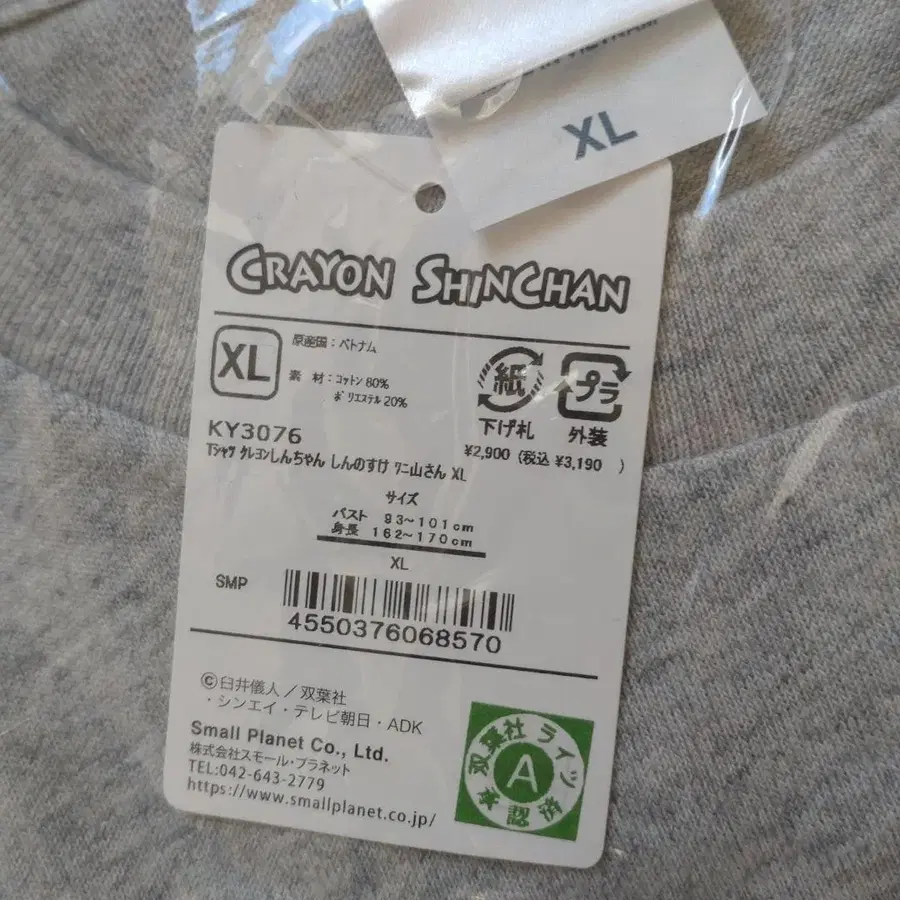 XL
CRAYON SHINCHAN
XL
原産国：ベトナム
素 材：コットン 80%
ポリエステル 20%
紙
下げ札
プラ
外装
KY3076
¥2,900 (税込 ¥3,190 )
Tシャツ クレヨンしんちゃん しんのすけ ワニ山さん XL
サイズ
バスト 93～101cm
身長 162～170cm
XL
SMP
4550376068570
©臼井儀人／双葉社
・シンエイ・テレビ朝日・ADK
Small Planet Co., Ltd.
株式会社スモール・プラネット
TEL:042-643-2779
https://www.smallplanet.co.jp/
双葉社ライツ
A
承認済